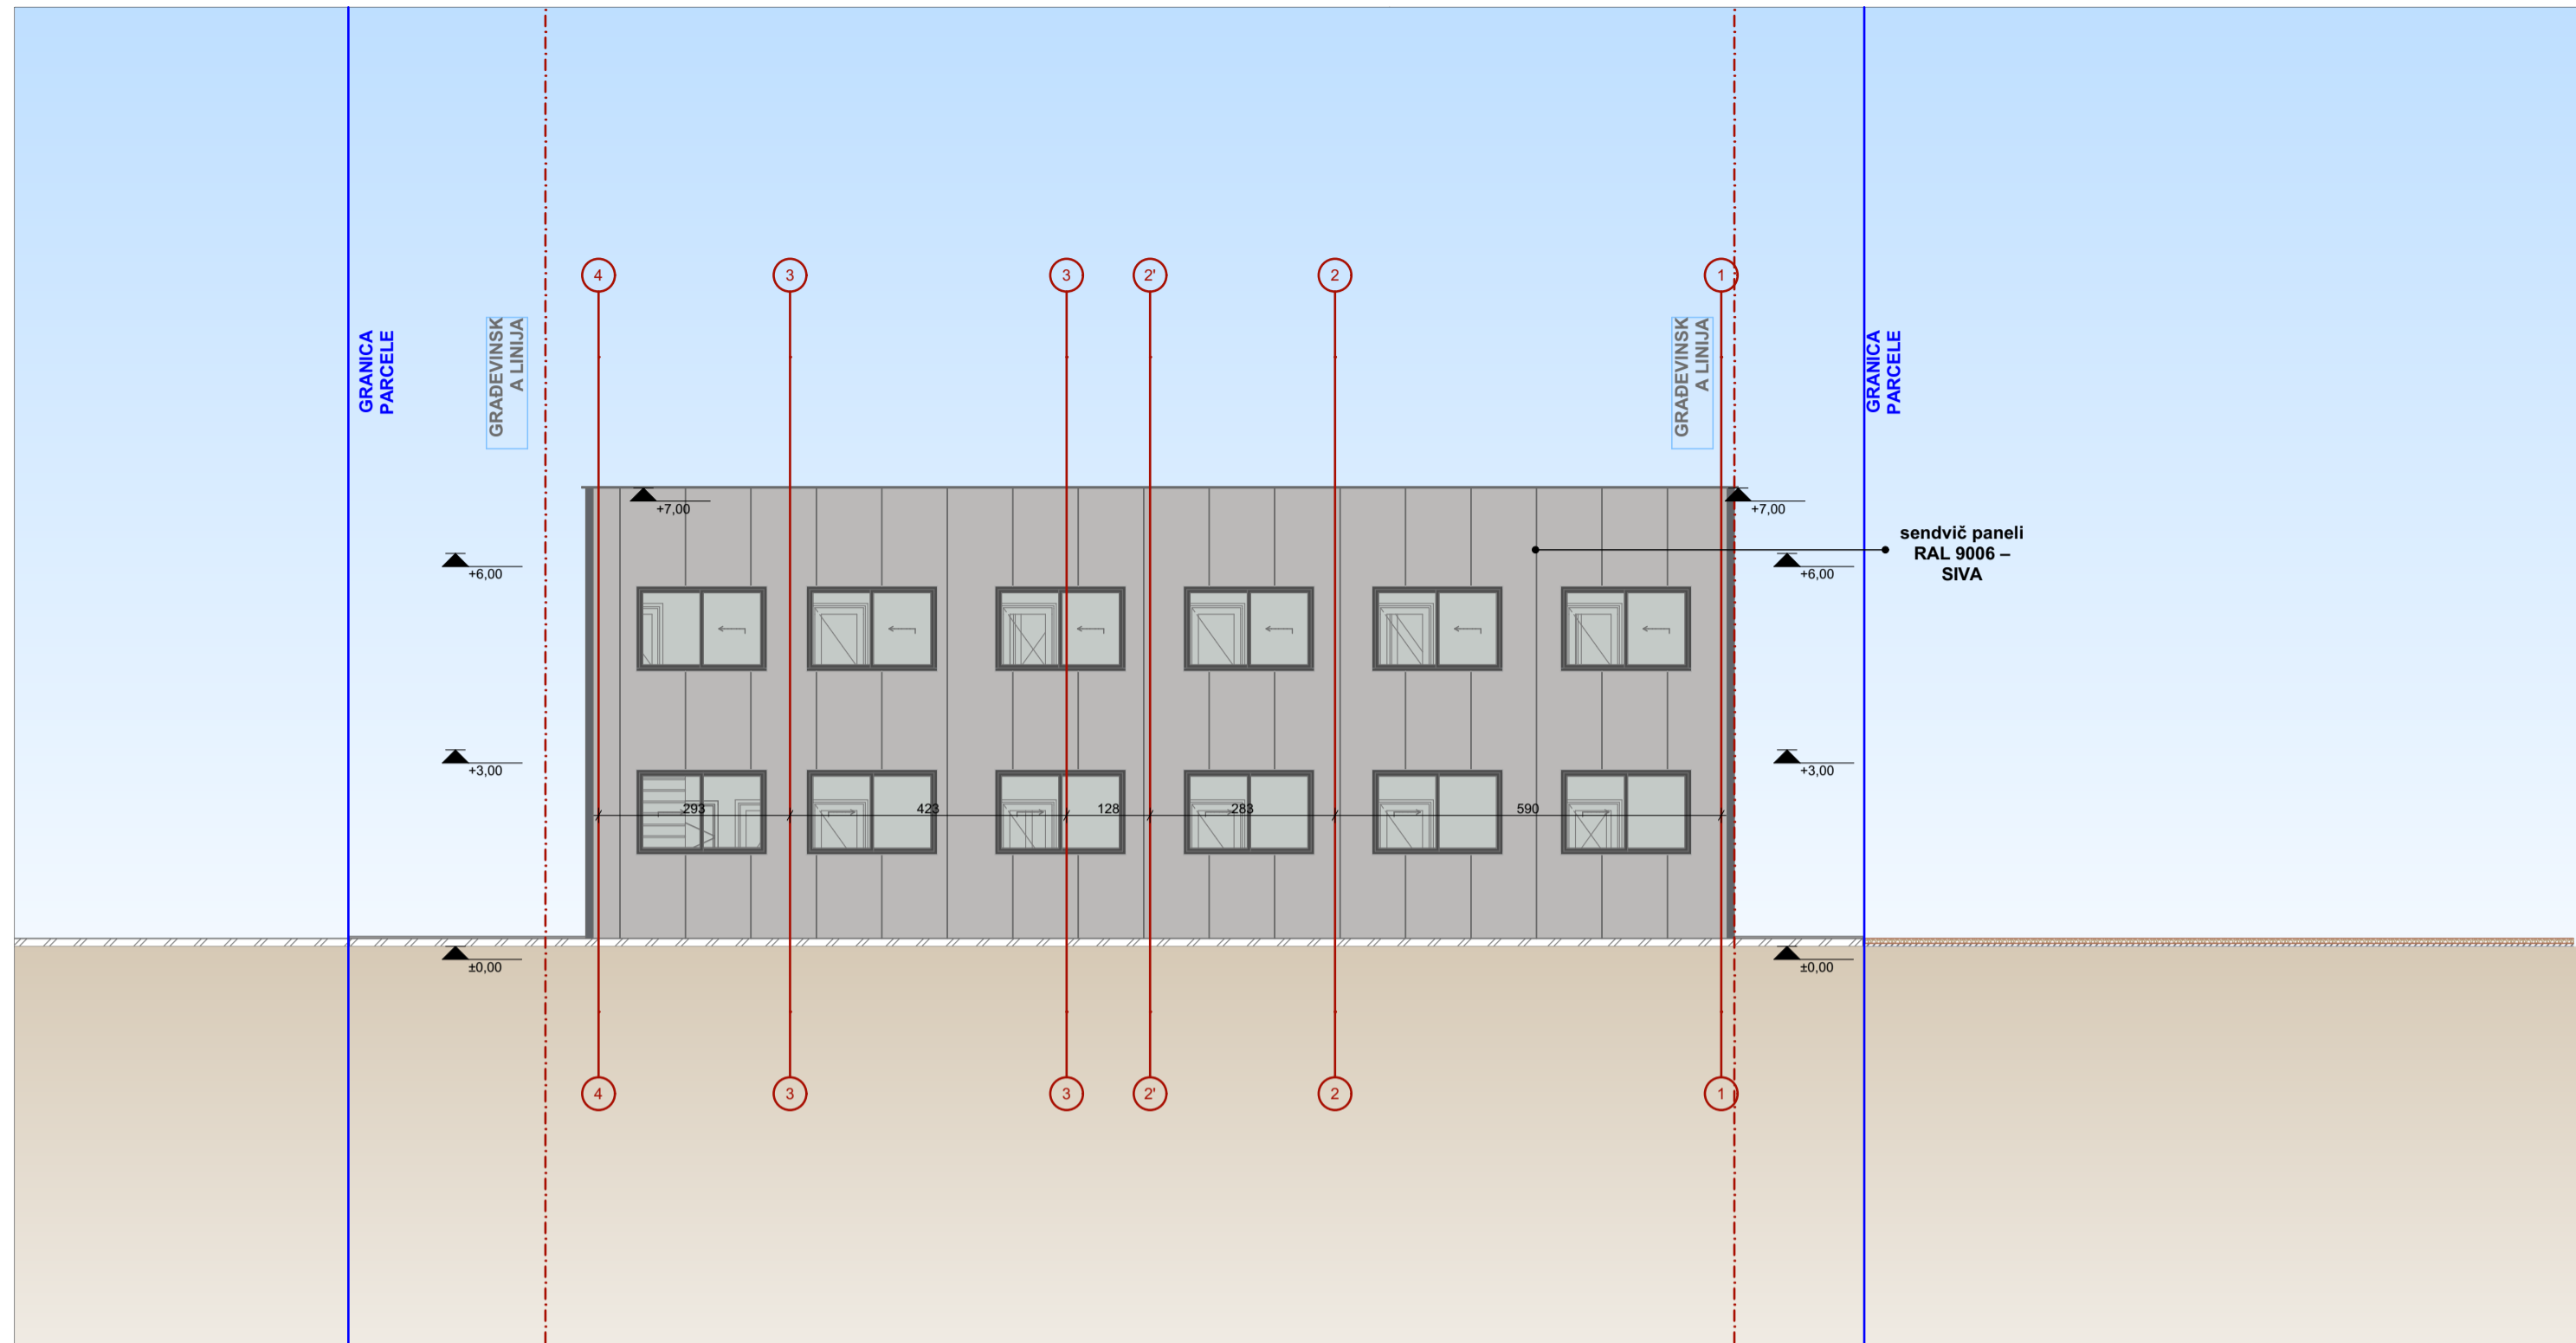 4
3
3
2'
2
1
GRANICA
PARCELE
GRAĐEVINSK
A LINIJA
GRAĐEVINSK
A LINIJA
GRANICA
PARCELE
+7,00
+7,00
sendvič paneli
RAL 9006 –
SIVA
+6,00
+6,00
+3,00
+3,00
293
423
128
283
590
±0,00
±0,00
4
3
3
2'
2
1